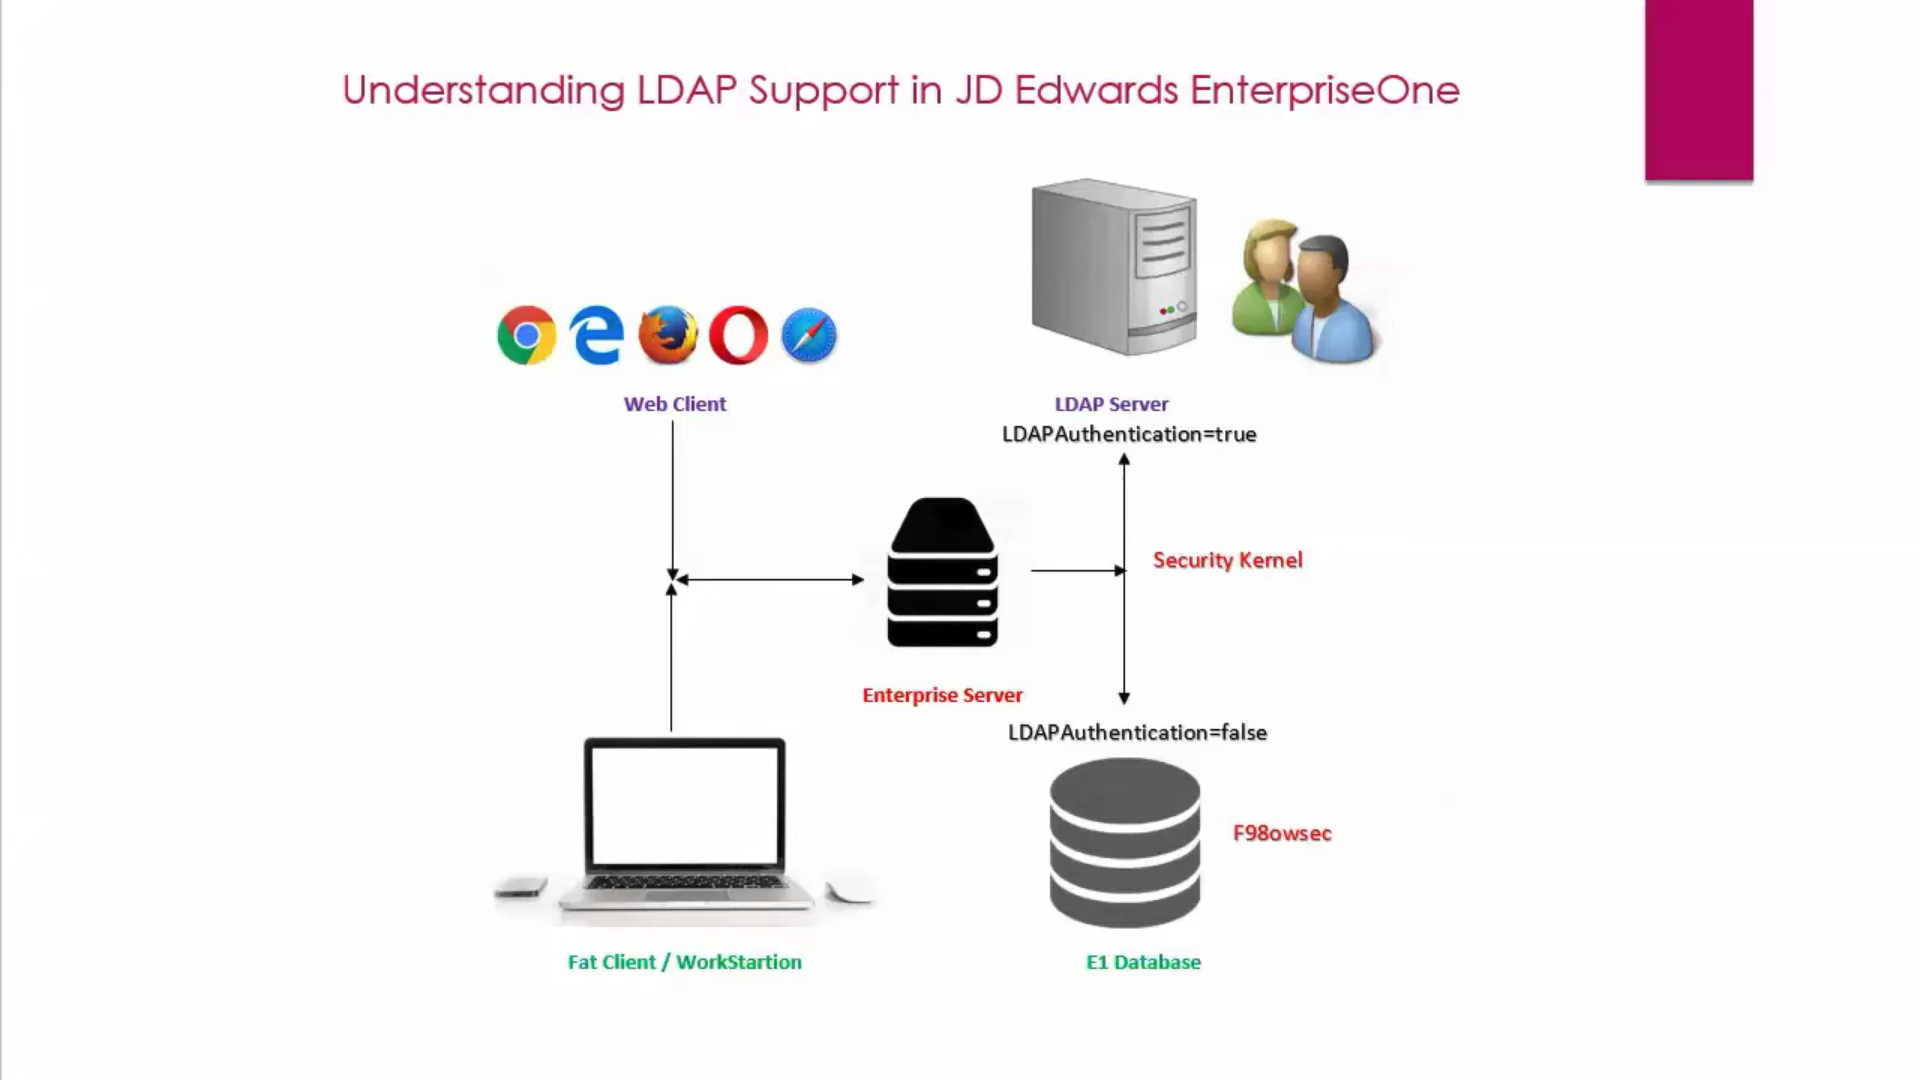 Understanding LDAP Support in JD Edwards EnterpriseOne
Web Client
LDAP Server
LDAPAuthentication=true
Security Kernel
Enterprise Server
LDAPAuthentication=false
F98owsec
Fat Client / WorkStartion
E1 Database